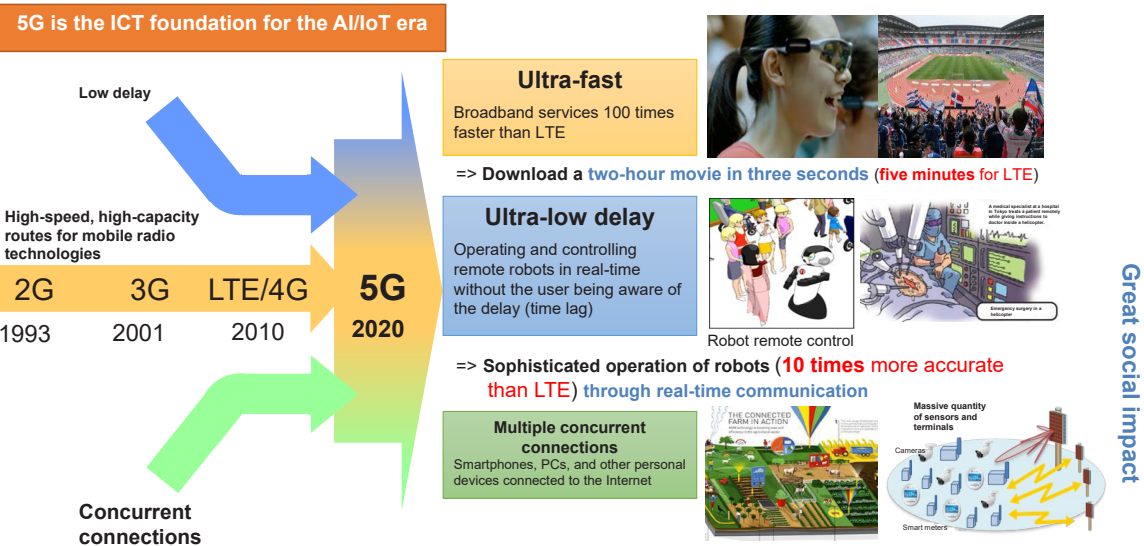 5G is the ICT foundation for the AI/IoT era
Low delay
High-speed, high-capacity
routes for mobile radio
technologies
2G
3G
LTE/4G
5G
1993
2001
2010
2020
Concurrent
connections
Ultra-fast
Broadband services 100 times
faster than LTE
=> Download a two-hour movie in three seconds (five minutes for LTE)
Ultra-low delay
Operating and controlling
remote robots in real-time
without the user being aware of
the delay (time lag)
Robot remote control
A medical specialist at a hospital
in Tokyo treats a patient remotely
while giving instructions to
doctor inside a helicopter.
Emergency surgery in a
helicopter
=> Sophisticated operation of robots (10 times more accurate
than LTE) through real-time communication
Multiple concurrent
connections
Smartphones, PCs, and other personal
devices connected to the Internet
THE CONNECTED
FARM IN ACTION
Massive quantity
of sensors and
terminals
Cameras
Smart meters
Great social impact